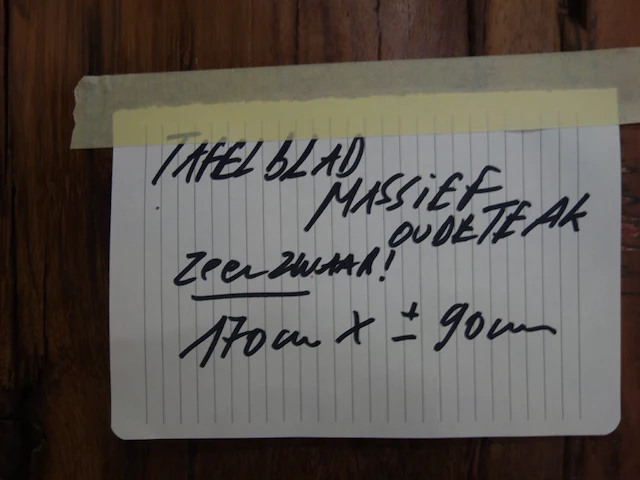 TAFELBLAD
MASSiEF
OUDE TEAK
Zeer ZWAAR!
170cm X ± 90cm